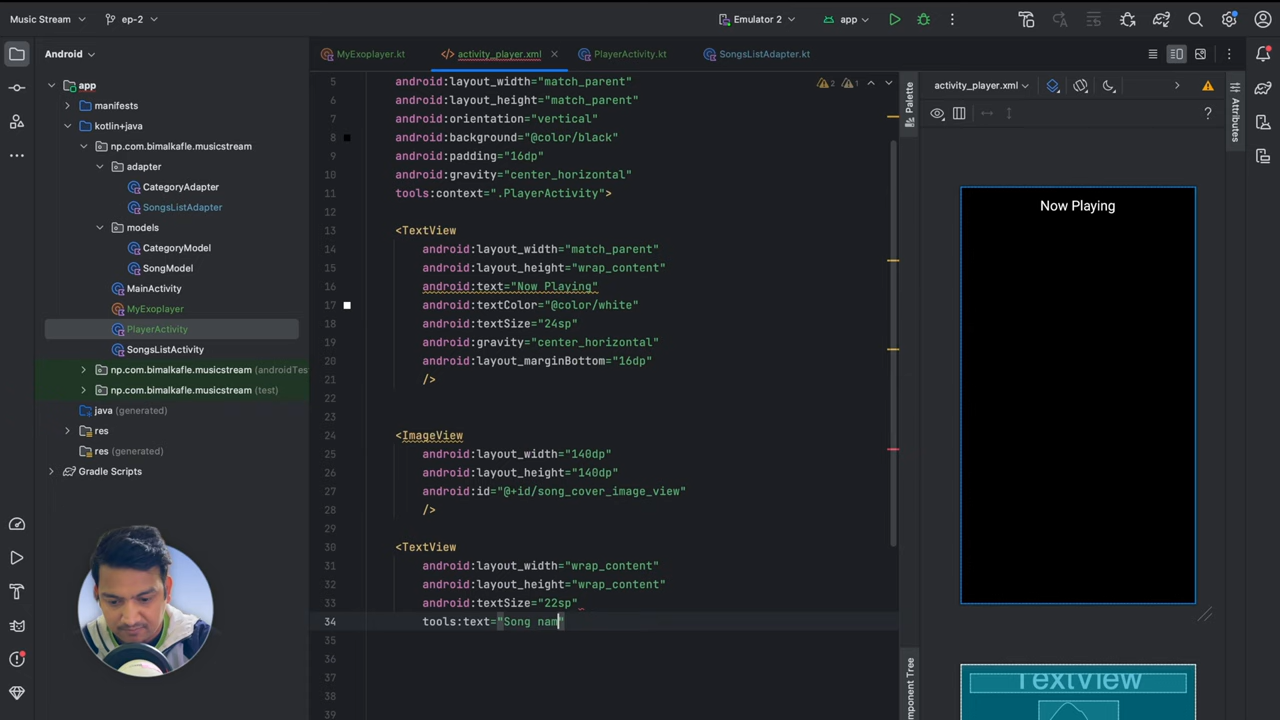 Music Stream
ep-2
Emulator 2
app
Android
MyExoplayer.kt
activity_player.xml
PlayerActivity.kt
SongsListAdapter.kt
app
manifests
kotlin+java
np.com.bimalkafle.musicstream
adapter
CategoryAdapter
SongsListAdapter
models
CategoryModel
SongModel
MainActivity
MyExoplayer
PlayerActivity
SongsListActivity
np.com.bimalkafle.musicstream (androidTes
np.com.bimalkafle.musicstream (test)
java (generated)
res
res (generated)
Gradle Scripts
2 1
5 android:layout_width="match_parent"
6 android:layout_height="match_parent"
7 android:orientation="vertical"
8 android:background="@color/black"
9 android:padding="16dp"
10 android:gravity="center_horizontal"
11 tools:context=".PlayerActivity">
12
13 <TextView
14 android:layout_width="match_parent"
15 android:layout_height="wrap_content"
16 android:text="Now Playing"
17 android:textColor="@color/white"
18 android:textSize="24sp"
19 android:gravity="center_horizontal"
20 android:layout_marginBottom="16dp"
21 />
22
23
24 <ImageView
25 android:layout_width="140dp"
26 android:layout_height="140dp"
27 android:id="@+id/song_cover_image_view"
28 />
29
30 <TextView
31 android:layout_width="wrap_content"
32 android:layout_height="wrap_content"
33 android:textSize="22sp"
34 tools:text="Song nam"
35
36
37
38
39
Palette
Component Tree
activity_player.xml
Attributes
Now Playing
TextView